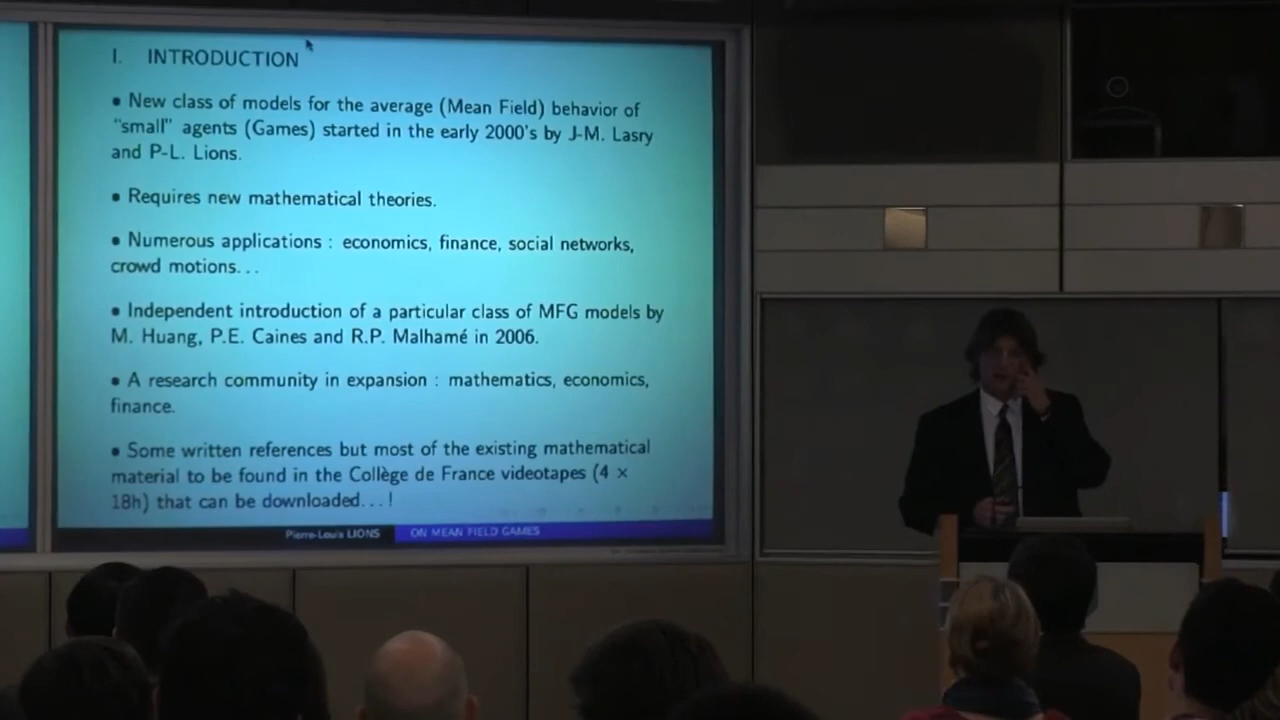 I. INTRODUCTION
• New class of models for the average (Mean Field) behavior of
“small” agents (Games) started in the early 2000's by J-M. Lasry
and P-L. Lions.
• Requires new mathematical theories.
• Numerous applications : economics, finance, social networks,
crowd motions...
• Independent introduction of a particular class of MFG models by
M. Huang, P.E. Caines and R.P. Malhamé in 2006.
• A research community in expansion : mathematics, economics,
finance.
• Some written references but most of the existing mathematical
material to be found in the Collège de France videotapes (4 ×
18h) that can be downloaded...!
Pierre-Louis LIONS ON MEAN FIELD GAMES